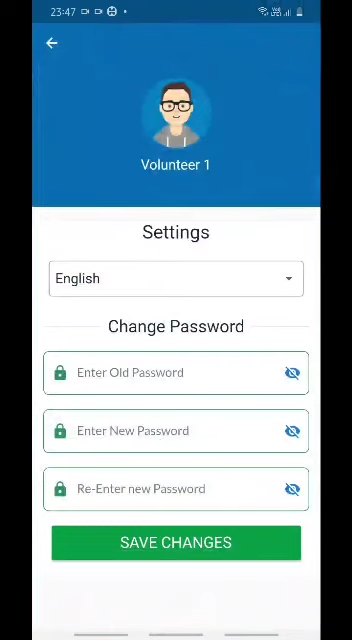 23:47
Volunteer 1
Settings
English
Change Password
Enter Old Password
Enter New Password
Re-Enter new Password
SAVE CHANGES